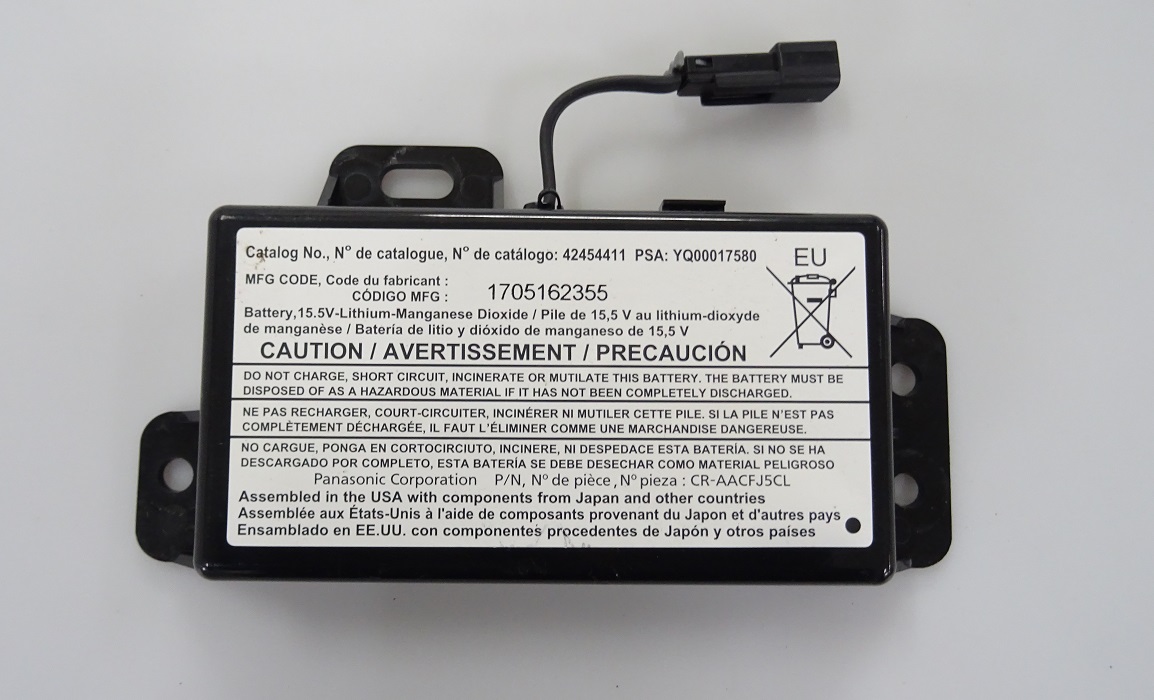 Catalog No., N° de catalogue, N° de catálogo: 42454411 PSA: YQ00017580
EU
MFG CODE, Code du fabricant :
CÓDIGO MFG : 1705162355
Battery,15.5V-Lithium-Manganese Dioxide / Pile de 15,5 V au lithium-dioxyde
de manganèse / Batería de litio y dióxido de manganeso de 15,5 V
CAUTION / AVERTISSEMENT / PRECAUCIÓN
DO NOT CHARGE, SHORT CIRCUIT, INCINERATE OR MUTILATE THIS BATTERY. THE BATTERY MUST BE
DISPOSED OF AS A HAZARDOUS MATERIAL IF IT HAS NOT BEEN COMPLETELY DISCHARGED.
NE PAS RECHARGER, COURT-CIRCUITER, INCINÉRER NI MUTILER CETTE PILE. SI LA PILE N'EST PAS
COMPLÈTEMENT DÉCHARGÉE, IL FAUT L'ÉLIMINER COMME UNE MARCHANDISE DANGEREUSE.
NO CARGUE, PONGA EN CORTOCIRCIUTO, INCINERE, NI DESPEDACE ESTA BATERÍA. SI NO SE HA
DESCARGADO POR COMPLETO, ESTA BATERÍA SE DEBE DESECHAR COMO MATERIAL PELIGROSO
Panasonic Corporation P/N, N° de pièce, N° pieza : CR-AACFJ5CL
Assembled in the USA with components from Japan and other countries
Assemblée aux États-Unis à l'aide de composants provenant du Japon et d'autres pays
Ensamblado en EE.UU. con componentes procedentes de Japón y otros países